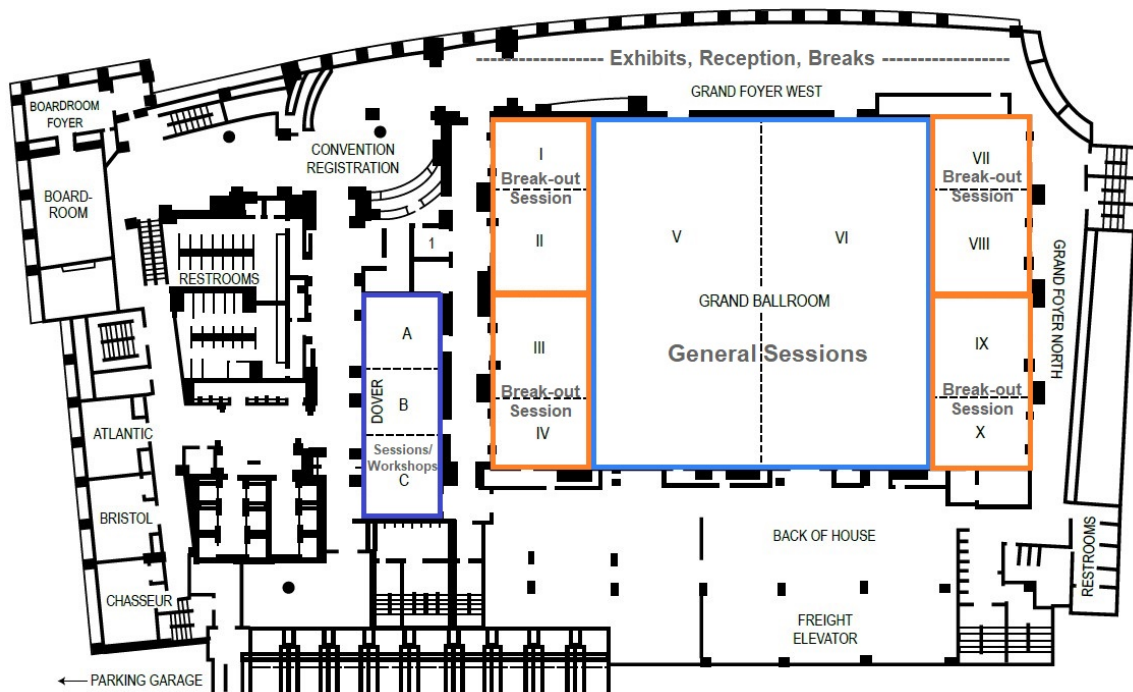 ------------------- Exhibits, Reception, Breaks -------------------
GRAND FOYER WEST
BOARDROOM
FOYER
CONVENTION
REGISTRATION
BOARD-
ROOM
RESTROOMS
1
I
Break-out
Session
II
III
Break-out
Session
IV
V
VI
GRAND BALLROOM
General Sessions
VII
Break-out
Session
VIII
IX
Break-out
Session
X
GRAND FOYER NORTH
A
DOVER
B
Sessions/
Workshops
C
ATLANTIC
BRISTOL
CHASSEUR
BACK OF HOUSE
RESTROOMS
FREIGHT
ELEVATOR
← PARKING GARAGE